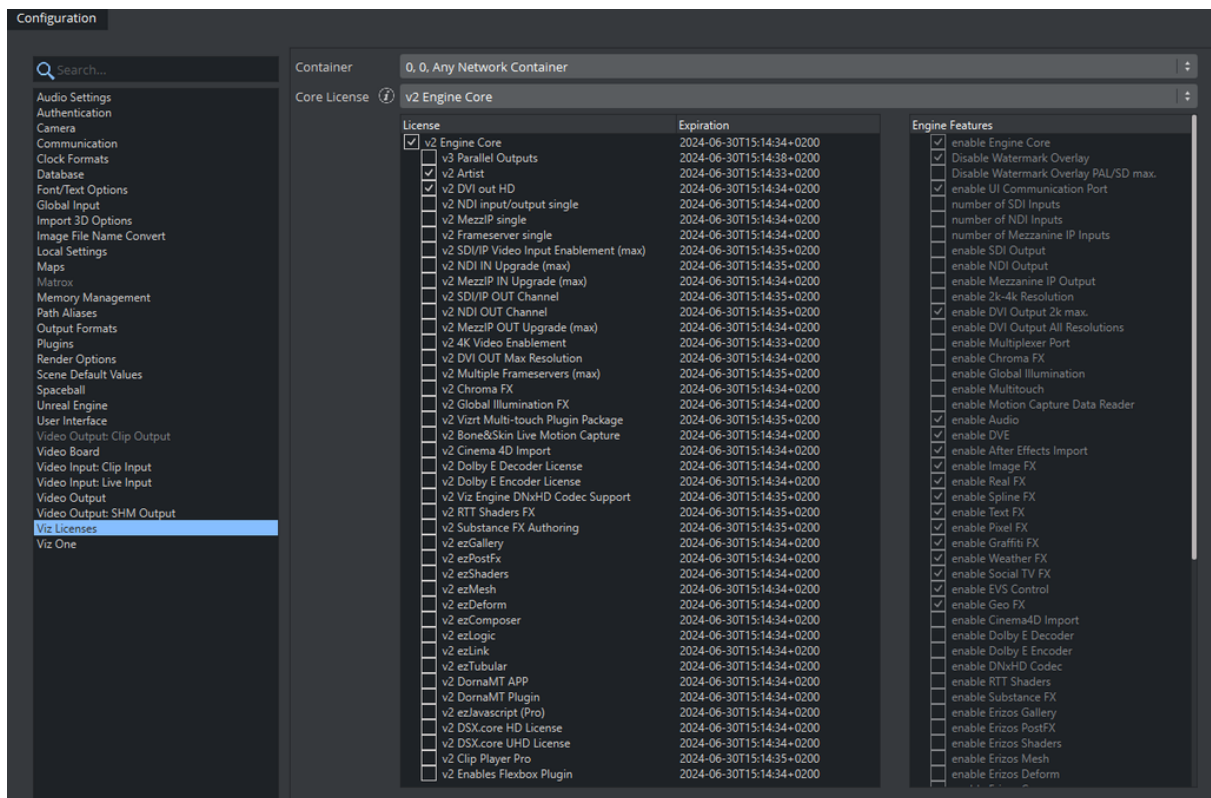 Configuration
Search...
Audio Settings
Authentication
Camera
Communication
Clock Formats
Database
Font/Text Options
Global Input
Import 3D Options
Image File Name Convert
Local Settings
Maps
Matrox
Memory Management
Path Aliases
Output Formats
Plugins
Render Options
Scene Default Values
Spaceball
Unreal Engine
User Interface
Video Output: Clip Output
Video Board
Video Input: Clip Input
Video Input: Live Input
Video Output
Video Output: SHM Output
Viz Licenses
Viz One
Container 0, 0, Any Network Container
Core License i v2 Engine Core
License Expiration
v2 Engine Core 2024-06-30T15:14:34+0200
v3 Parallel Outputs 2024-06-30T15:14:38+0200
v2 Artist 2024-06-30T15:14:33+0200
v2 DVI out HD 2024-06-30T15:14:34+0200
v2 NDI input/output single 2024-06-30T15:14:34+0200
v2 MezzIP single 2024-06-30T15:14:34+0200
v2 Frameserver single 2024-06-30T15:14:34+0200
v2 SDI/IP Video Input Enablement (max) 2024-06-30T15:14:35+0200
v2 NDI IN Upgrade (max) 2024-06-30T15:14:35+0200
v2 MezzIP IN Upgrade (max) 2024-06-30T15:14:34+0200
v2 SDI/IP OUT Channel 2024-06-30T15:14:35+0200
v2 NDI OUT Channel 2024-06-30T15:14:35+0200
v2 MezzIP OUT Upgrade (max) 2024-06-30T15:14:34+0200
v2 4K Video Enablement 2024-06-30T15:14:33+0200
v2 DVI OUT Max Resolution 2024-06-30T15:14:34+0200
v2 Multiple Frameservers (max) 2024-06-30T15:14:35+0200
v2 Chroma FX 2024-06-30T15:14:34+0200
v2 Global Illumination FX 2024-06-30T15:14:34+0200
v2 Vizrt Multi-touch Plugin Package 2024-06-30T15:14:35+0200
v2 Bone&Skin Live Motion Capture 2024-06-30T15:14:34+0200
v2 Cinema 4D Import 2024-06-30T15:14:34+0200
v2 Dolby E Decoder License 2024-06-30T15:14:34+0200
v2 Dolby E Encoder License 2024-06-30T15:14:34+0200
v2 Viz Engine DNxHD Codec Support 2024-06-30T15:14:35+0200
v2 RTT Shaders FX 2024-06-30T15:14:35+0200
v2 Substance FX Authoring 2024-06-30T15:14:34+0200
v2 ezGallery 2024-06-30T15:14:34+0200
v2 ezPostFx 2024-06-30T15:14:34+0200
v2 ezShaders 2024-06-30T15:14:34+0200
v2 ezMesh 2024-06-30T15:14:34+0200
v2 ezDeform 2024-06-30T15:14:34+0200
v2 ezComposer 2024-06-30T15:14:34+0200
v2 ezLogic 2024-06-30T15:14:34+0200
v2 ezLink 2024-06-30T15:14:34+0200
v2 ezTubular 2024-06-30T15:14:34+0200
v2 DornaMT APP 2024-06-30T15:14:34+0200
v2 DornaMT Plugin 2024-06-30T15:14:34+0200
v2 ezJavascript (Pro) 2024-06-30T15:14:34+0200
v2 DSX.core HD License 2024-06-30T15:14:34+0200
v2 DSX.core UHD License 2024-06-30T15:14:34+0200
v2 Clip Player Pro 2024-06-30T15:14:35+0200
v2 Enables Flexbox Plugin 2024-06-30T15:14:34+0200
Engine Features
enable Engine Core
Disable Watermark Overlay
Disable Watermark Overlay PAL/SD max.
enable UI Communication Port
number of SDI Inputs
number of NDI Inputs
number of Mezzanine IP Inputs
enable SDI Output
enable NDI Output
enable Mezzanine IP Output
enable 2k-4k Resolution
enable DVI Output 2k max.
enable DVI Output All Resolutions
enable Multiplexer Port
enable Chroma FX
enable Global Illumination
enable Multitouch
enable Motion Capture Data Reader
enable Audio
enable DVE
enable After Effects Import
enable Image FX
enable Real FX
enable Spline FX
enable Text FX
enable Pixel FX
enable Graffiti FX
enable Weather FX
enable Social TV FX
enable EVS Control
enable Geo FX
enable Cinema4D Import
enable Dolby E Decoder
enable Dolby E Encoder
enable DNxHD Codec
enable RTT Shaders
enable Substance FX
enable Erizos Gallery
enable Erizos PostFX
enable Erizos Shaders
enable Erizos Mesh
enable Erizos Deform